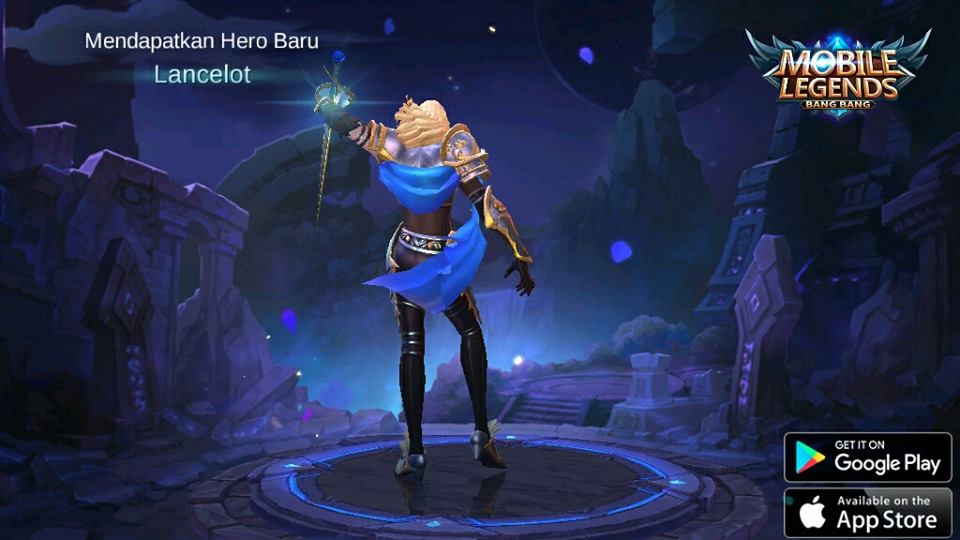 Mendapatkan Hero Baru
Lancelot
MOBILE
LEGENDS
BANG BANG
GET IT ON
Google Play
Available on the
App Store